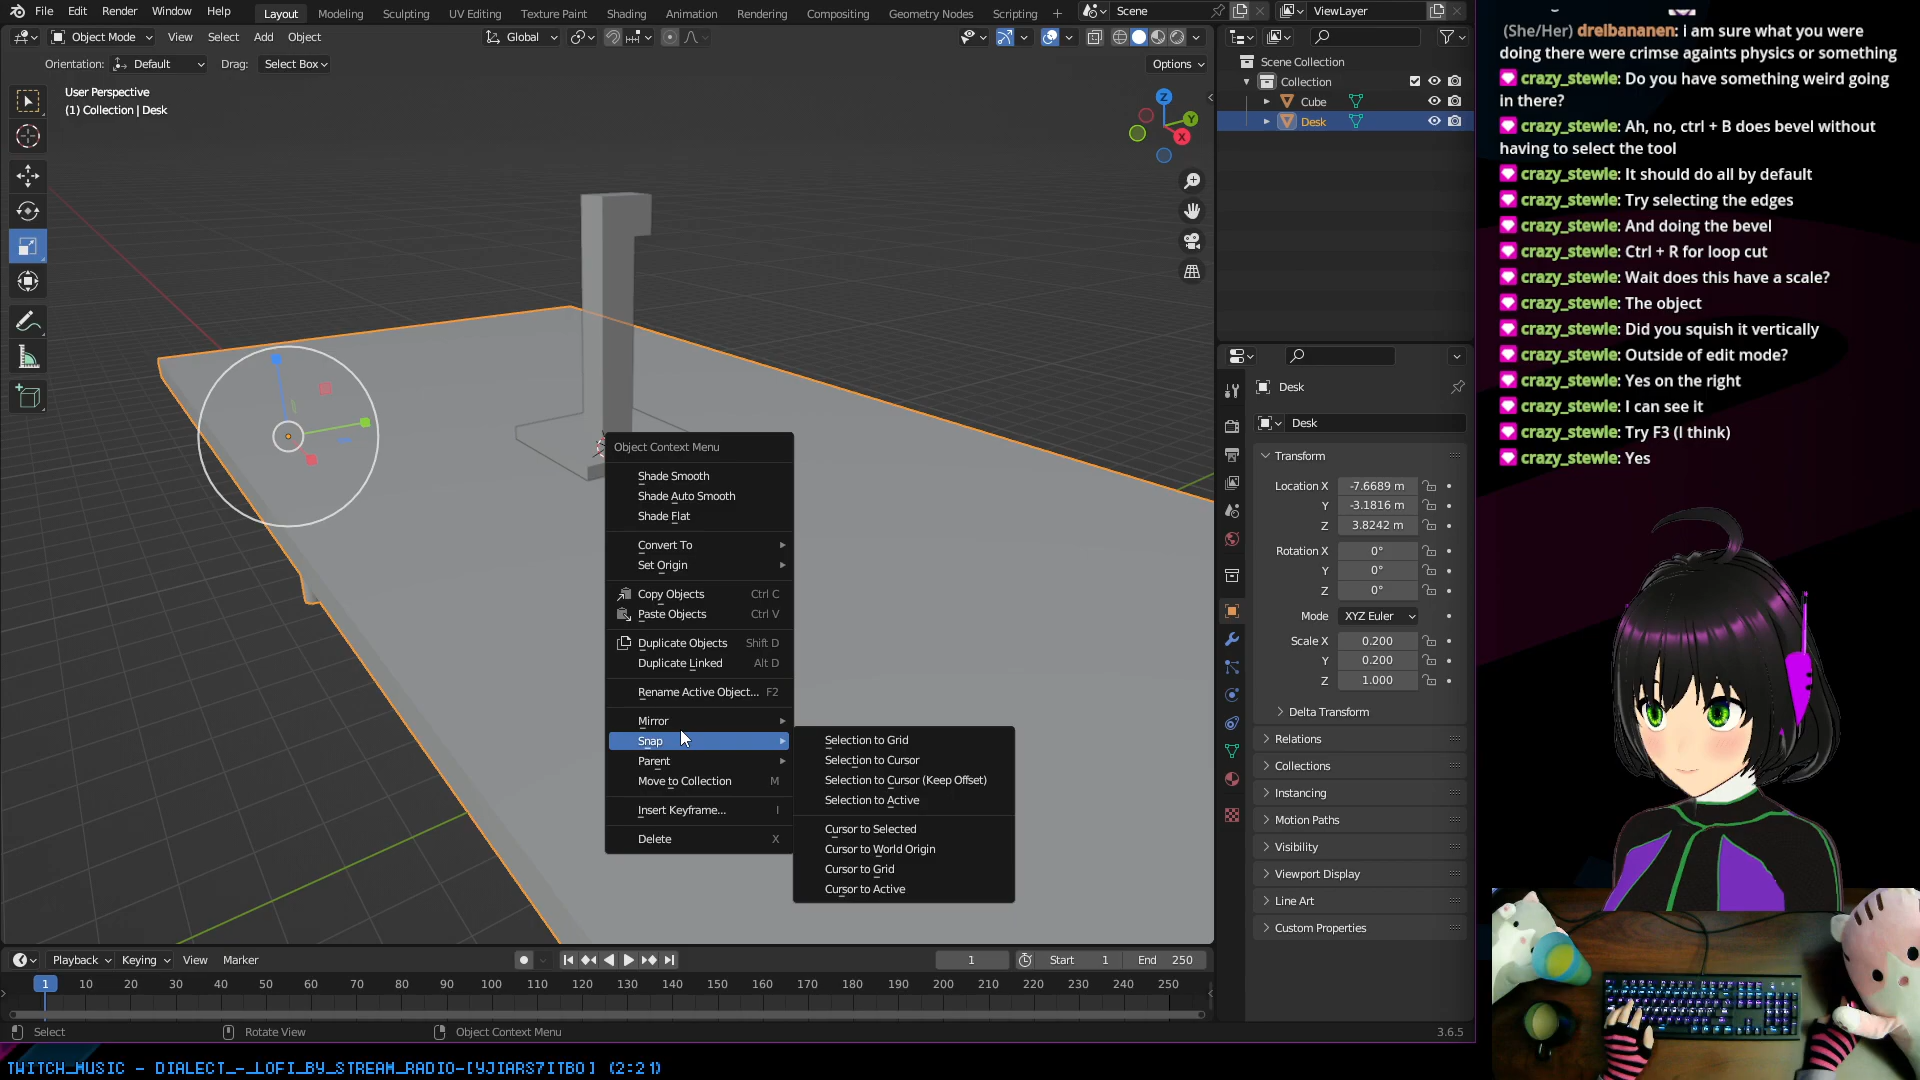 File Edit Render Window Help
Layout Modeling Sculpting UV Editing Texture Paint Shading Animation Rendering Compositing Geometry Nodes Scripting +
Scene
ViewLayer
Object Mode View Select Add Object
Global
Orientation: Default Drag: Select Box
Options
User Perspective
(1) Collection | Desk
Z
Y
X
Scene Collection
Collection
Cube
Desk
Object Context Menu
Shade Smooth
Shade Auto Smooth
Shade Flat
Convert To
Set Origin
Copy Objects Ctrl C
Paste Objects Ctrl V
Duplicate Objects Shift D
Duplicate Linked Alt D
Rename Active Object... F2
Mirror
Snap
Parent
Move to Collection M
Insert Keyframe... I
Delete X
Selection to Grid
Selection to Cursor
Selection to Cursor (Keep Offset)
Selection to Active
Cursor to Selected
Cursor to World Origin
Cursor to Grid
Cursor to Active
Desk
Desk
Transform
Location X -7.6689 m
Y -3.1816 m
Z 3.8242 m
Rotation X 0°
Y 0°
Z 0°
Mode XYZ Euler
Scale X 0.200
Y 0.200
Z 1.000
Delta Transform
Relations
Collections
Instancing
Motion Paths
Visibility
Viewport Display
Line Art
Custom Properties
Playback Keying View Marker
1 Start 1 End 250
1 10 20 30 40 50 60 70 80 90 100 110 120 130 140 150 160 170 180 190 200 210 220 230 240 250
Select Rotate View Object Context Menu
3.6.5
TWITCH_MUSIC - DIALECT_-_LOFI_BY_STREAM_RADIO-[YJIARS7ITBO] (2:21)
(She/Her) dreibananen: i am sure what you were
doing there were crimse againts physics or something
crazy_stewie: Do you have something weird going
in there?
crazy_stewie: Ah, no, ctrl + B does bevel without
having to select the tool
crazy_stewie: It should do all by default
crazy_stewie: Try selecting the edges
crazy_stewie: And doing the bevel
crazy_stewie: Ctrl + R for loop cut
crazy_stewie: Wait does this have a scale?
crazy_stewie: The object
crazy_stewie: Did you squish it vertically
crazy_stewie: Outside of edit mode?
crazy_stewie: Yes on the right
crazy_stewie: I can see it
crazy_stewie: Try F3 (I think)
crazy_stewie: Yes